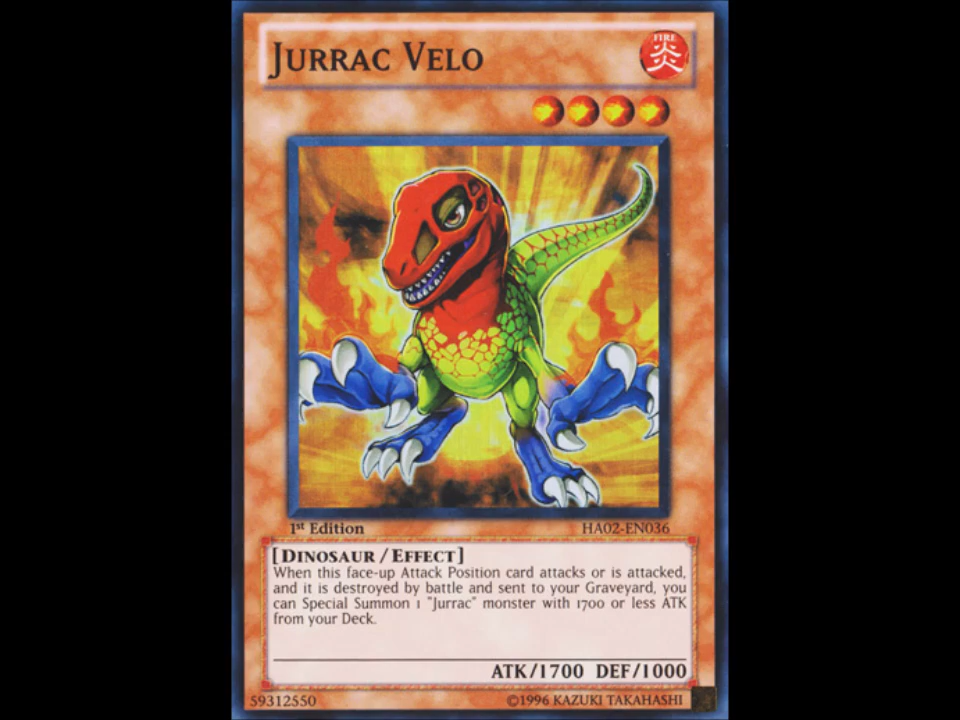 JURRAC VELO
FIRE
炎
1st Edition
HA02-EN036
[DINOSAUR / EFFECT]
When this face-up Attack Position card attacks or is attacked,
and it is destroyed by battle and sent to your Graveyard, you
can Special Summon 1 "Jurrac" monster with 1700 or less ATK
from your Deck.
ATK/1700 DEF/1000
59312550
©1996 KAZUKI TAKAHASHI